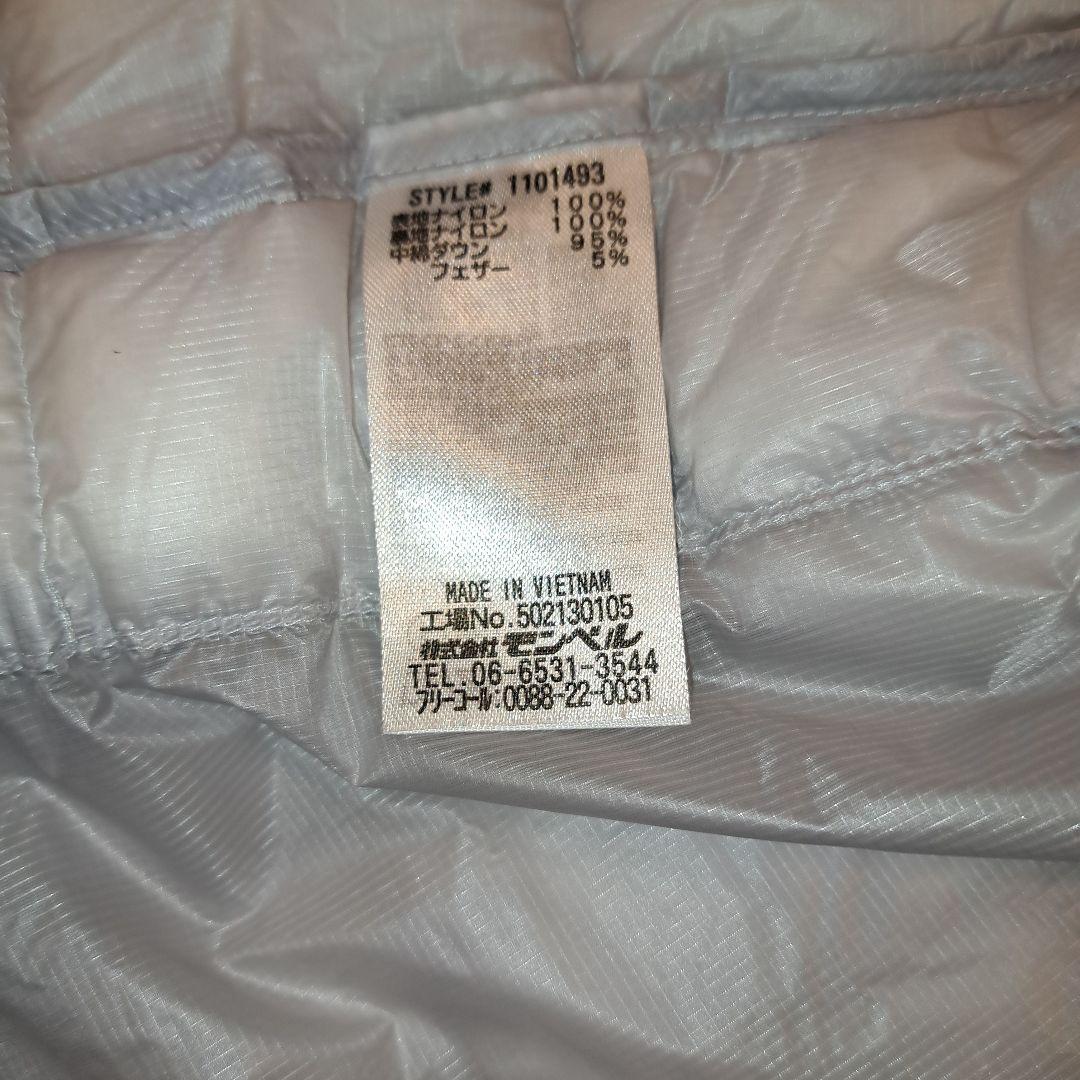 STYLE# 1101493
表地ナイロン 100%
裏地ナイロン 100%
中綿ダウン 95%
フェザー 5%
MADE IN VIETNAM
工場No.502130105
株式会社 モンベル
TEL.06-6531-3544
フリーコール:0088-22-0031